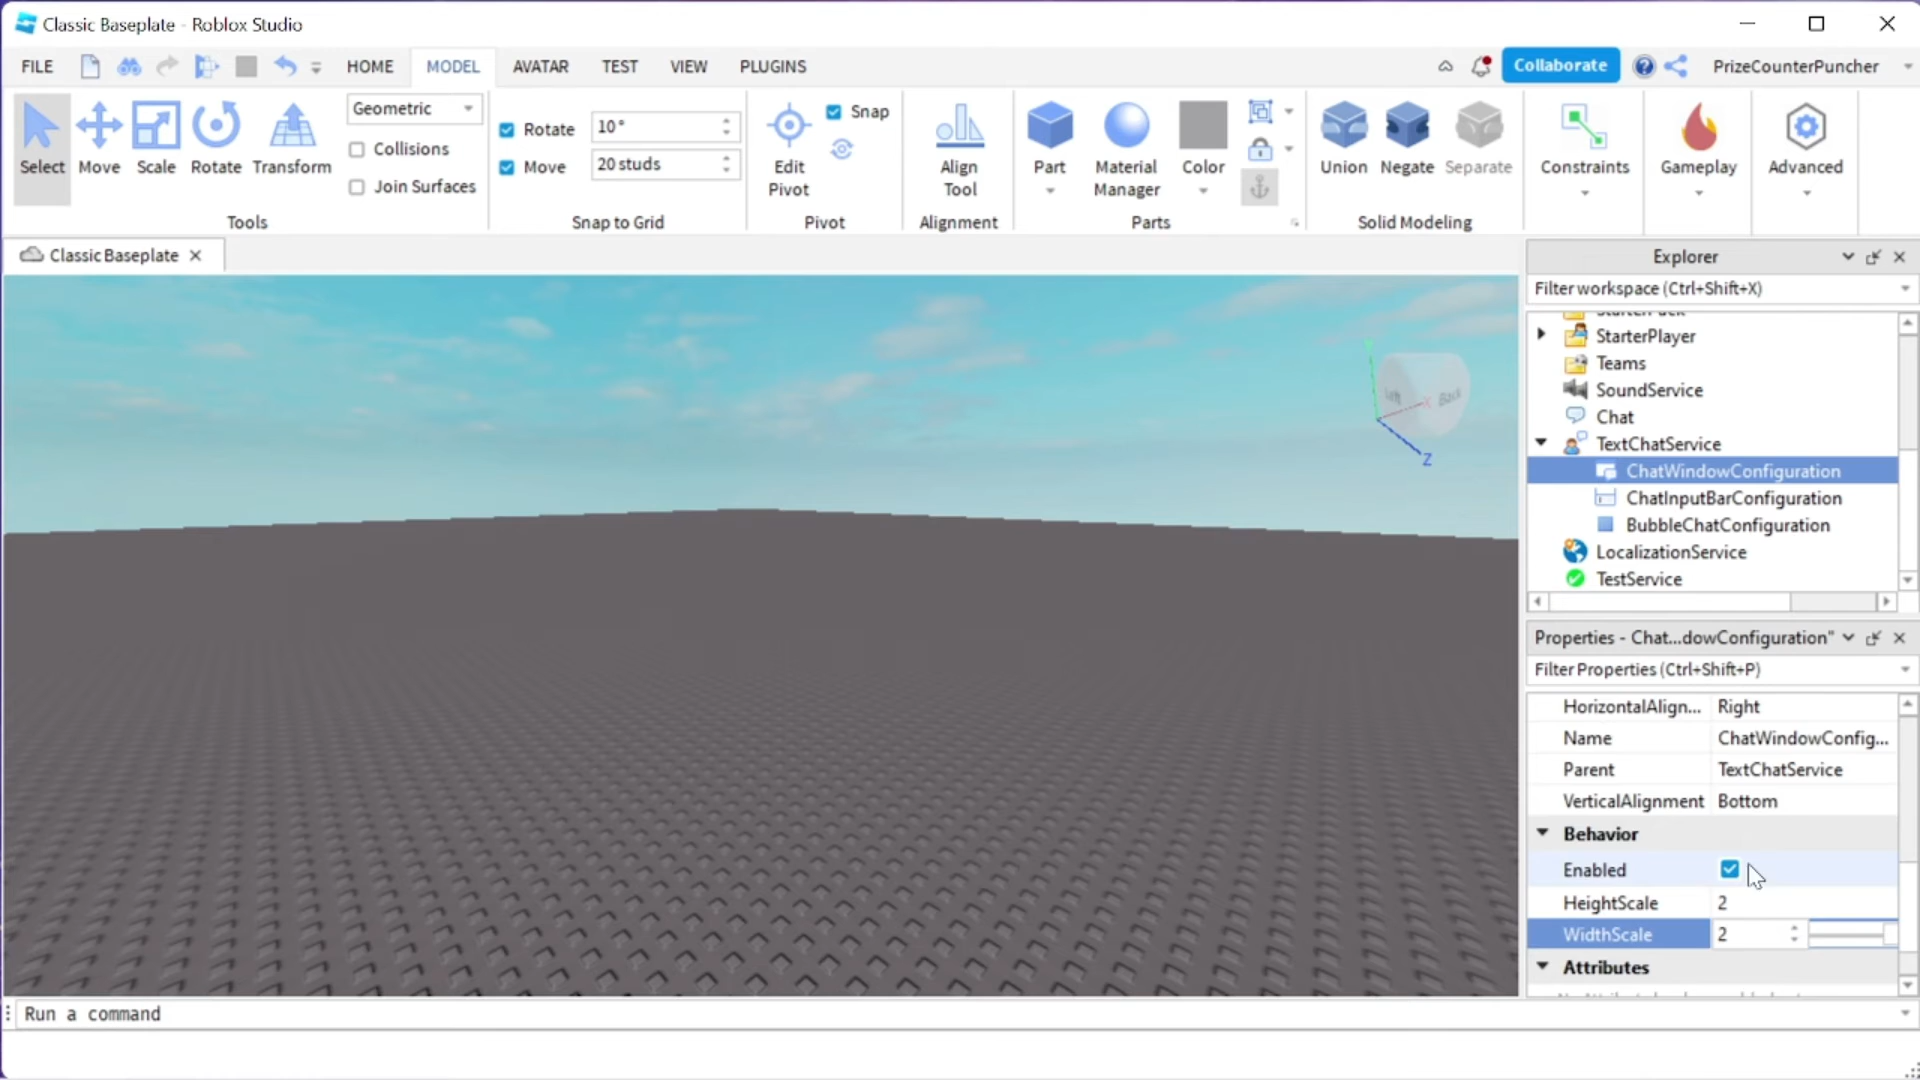 Classic Baseplate - Roblox Studio
FILE HOME MODEL AVATAR TEST VIEW PLUGINS Collaborate PrizeCounterPuncher
Select Move Scale Rotate Transform
Geometric
Collisions
Join Surfaces
Tools
Rotate 10°
Move 20 studs
Snap to Grid
Edit Pivot
Snap
Pivot
Align Tool
Alignment
Part
Material Manager
Color
Parts
Union Negate Separate
Solid Modeling
Constraints
Gameplay
Advanced
Classic Baseplate
Left Back
X
Z
Explorer
Filter workspace (Ctrl+Shift+X)
StarterPack
StarterPlayer
Teams
SoundService
Chat
TextChatService
ChatWindowConfiguration
ChatInputBarConfiguration
BubbleChatConfiguration
LocalizationService
TestService
Properties - Chat...dowConfiguration"
Filter Properties (Ctrl+Shift+P)
HorizontalAlign... Right
Name ChatWindowConfig...
Parent TextChatService
VerticalAlignment Bottom
Behavior
Enabled
HeightScale 2
WidthScale 2
Attributes
Run a command